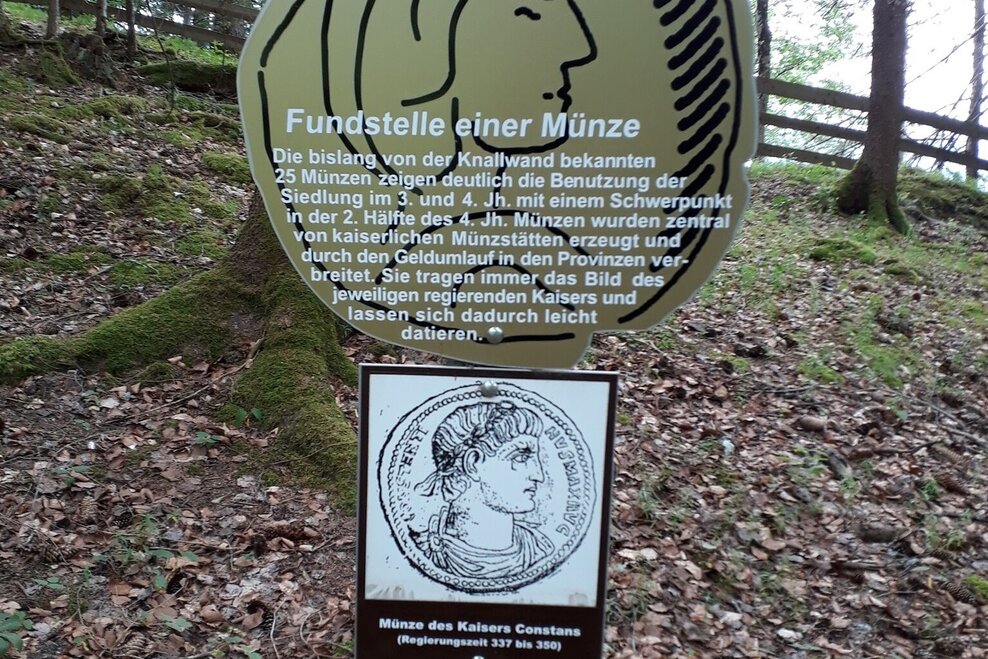 Fundstelle einer Münze
Die bislang von der Knallwand bekannten
25 Münzen zeigen deutlich die Benutzung der
Siedlung im 3. und 4. Jh. mit einem Schwerpunkt
in der 2. Hälfte des 4. Jh. Münzen wurden zentral
von kaiserlichen Münzstätten erzeugt und
durch den Geldumlauf in den Provinzen ver-
breitet. Sie tragen immer das Bild des
jeweiligen regierenden Kaisers und
lassen sich dadurch leicht
datieren.
NVSMAXAVG
Münze des Kaisers Constans
(Regierungszeit 337 bis 350)